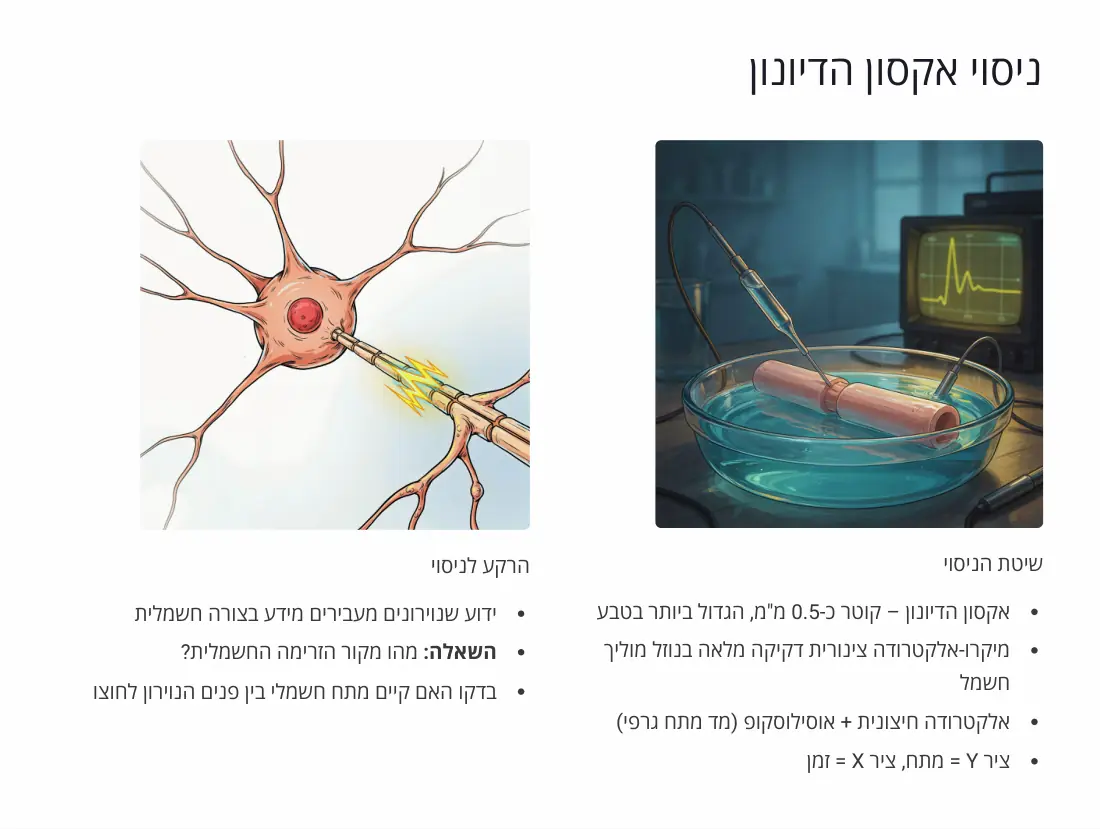 ניסוי אקסון הדיונון
שיטת הניסוי
• אקסון הדיונון – קוטר כ-0.5 מ"מ, הגדול ביותר בטבע
• מיקרו-אלקטרודה צינורית דקיקה מלאה בנוזל מוליך
חשמל
• אלקטרודה חיצונית + אוסילוסקופ (מד מתח גרפי)
• ציר Y = מתח, ציר X = זמן
הרקע לניסוי
• ידוע שנוירונים מעבירים מידע בצורה חשמלית
• השאלה: מהו מקור הזרימה החשמלית?
• בדקו האם קיים מתח חשמלי בין פנים הנוירון לחוצו